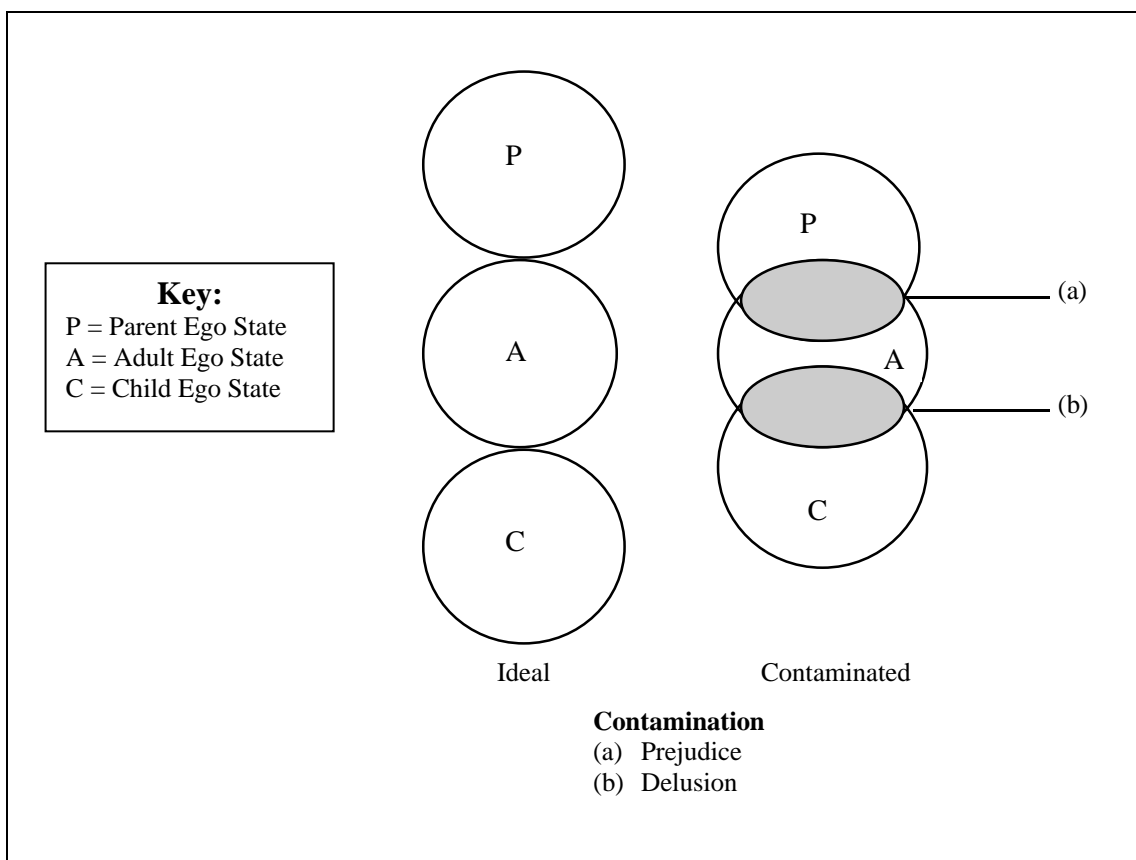 Key:
P = Parent Ego State
A = Adult Ego State
C = Child Ego State
P
A
C
Ideal
P
(a)
A
(b)
C
Contaminated
Contamination
(a) Prejudice
(b) Delusion